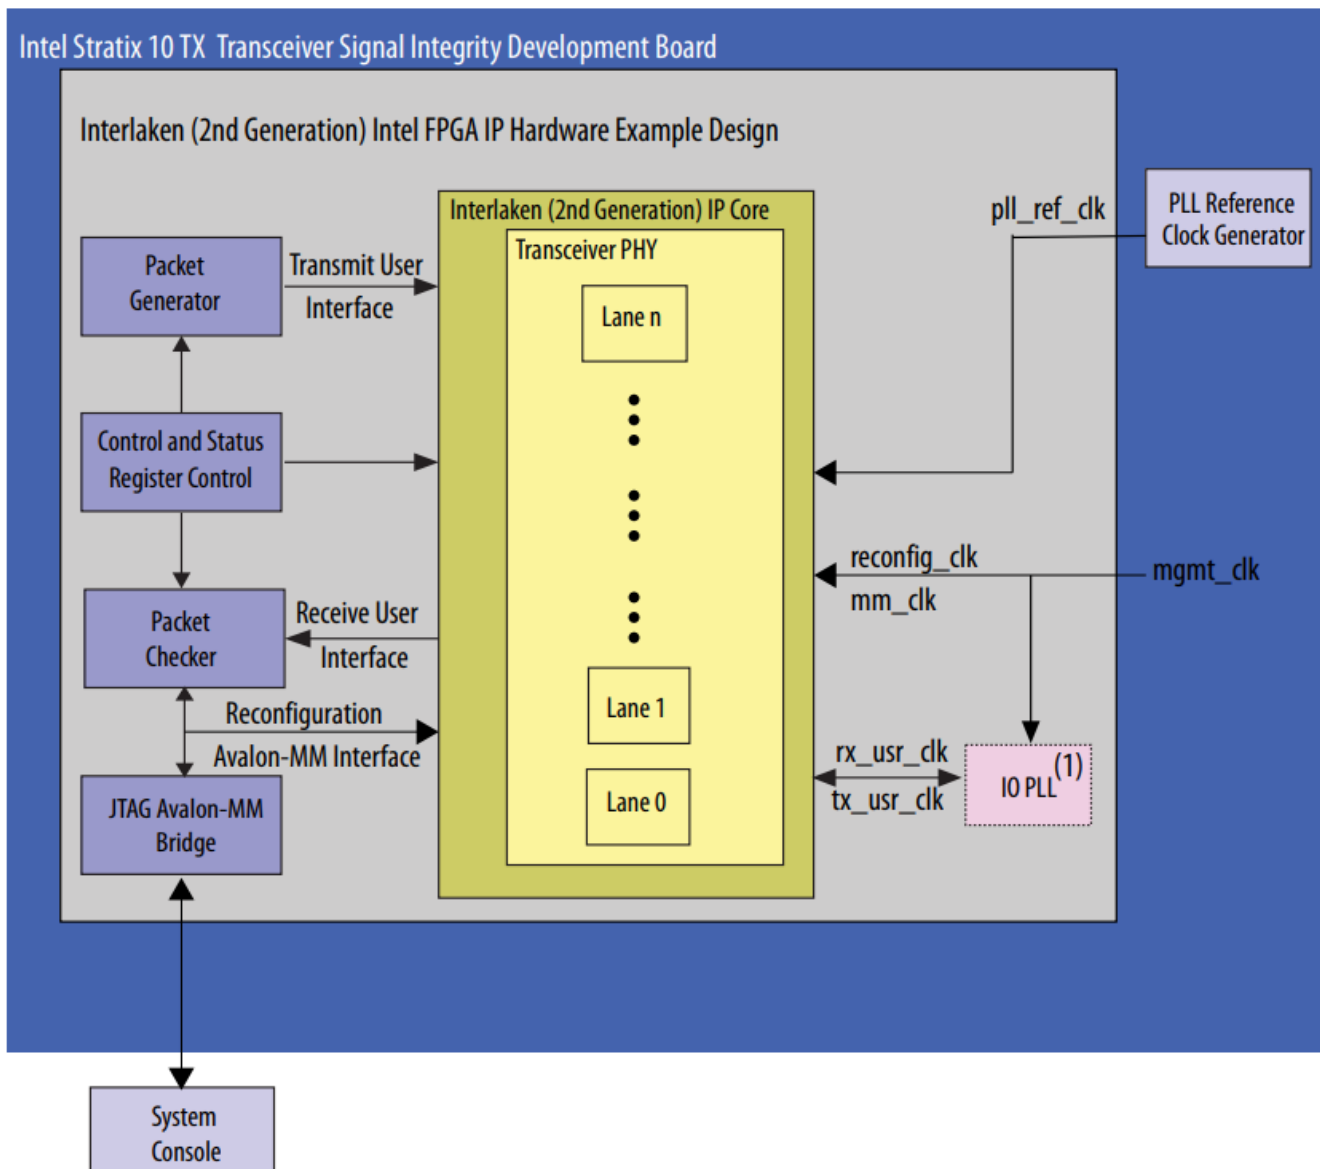 Intel Stratix 10 TX Transceiver Signal Integrity Development Board
Interlaken (2nd Generation) Intel FPGA IP Hardware Example Design
Interlaken (2nd Generation) IP Core
Transceiver PHY
Packet
Generator
Transmit User
Interface
Lane n
pll_ref_clk
PLL Reference
Clock Generator
Control and Status
Register Control
reconfig_clk
mm_clk
mgmt_clk
Packet
Checker
Receive User
Interface
Reconfiguration
Avalon-MM Interface
Lane 1
rx_usr_clk
tx_usr_clk
IO PLL(1)
JTAG Avalon-MM
Bridge
Lane 0
System
Console